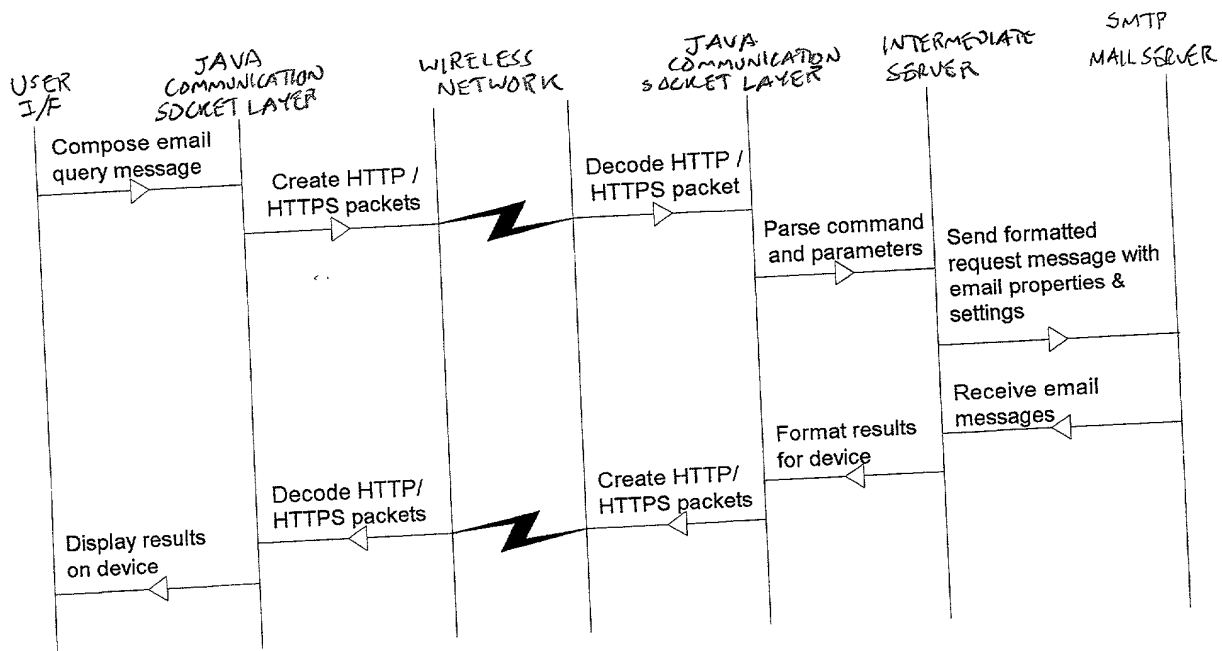 USER
I/F
JAVA
COMMUNICATION
SOCKET LAYER
WIRELESS
NETWORK
JAVA
COMMUNICATION
SOCKET LAYER
INTERMEDIATE
SERVER
SMTP
MAIL SERVER
Compose email
query message
Create HTTP /
HTTPS packets
Decode HTTP /
HTTPS packet
Parse command
and parameters
Send formatted
request message with
email properties &
settings
Receive email
messages
Format results
for device
Create HTTP/
HTTPS packets
Decode HTTP/
HTTPS packets
Display results
on device